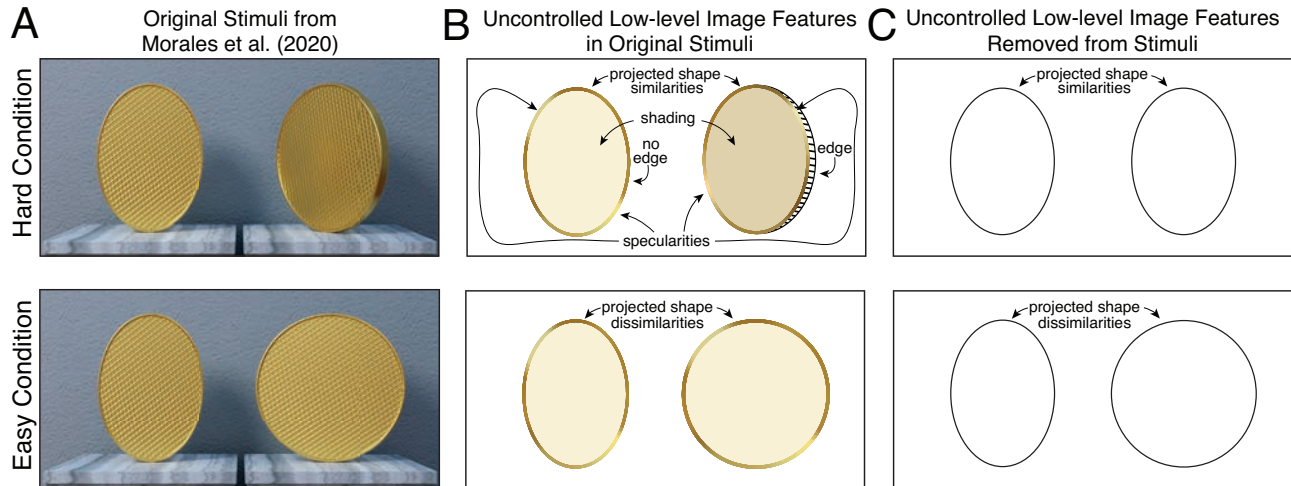 A
Original Stimuli from
Morales et al. (2020)
B
Uncontrolled Low-level Image Features
in Original Stimuli
C
Uncontrolled Low-level Image Features
Removed from Stimuli
Hard Condition
projected shape
similarities
shading
no
edge
edge
specularities
projected shape
similarities
Easy Condition
projected shape
dissimilarities
projected shape
dissimilarities